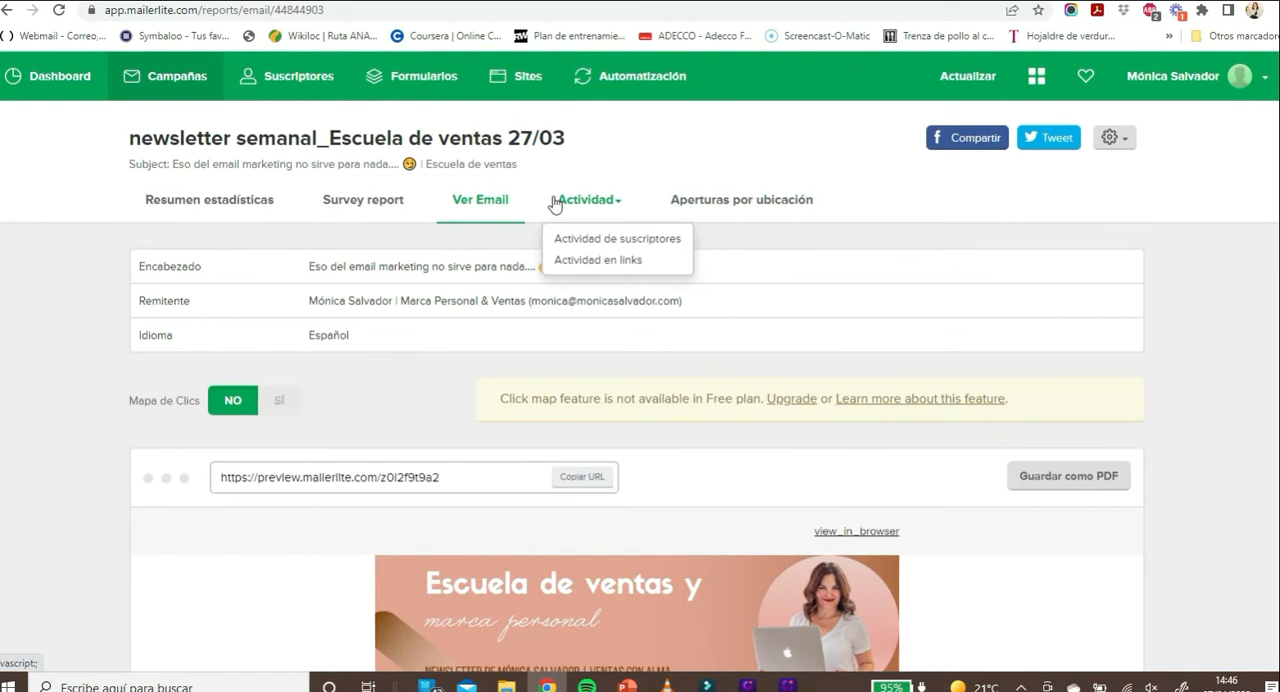 app.mailerlite.com/reports/email/44844903
Webmail - Correo,... Symbaloo - Tus fav... Wikiloc | Ruta ANA... Coursera | Online C... Plan de entrenamie... ADECCO - Adecco F... Screencast-O-Matic Trenza de pollo al c... Hojaldre de verdur... » Otros marcador
Dashboard Campañas Suscriptores Formularios Sites Automatización Actualizar Mónica Salvador
newsletter semanal_Escuela de ventas 27/03
Compartir Tweet
Subject: Eso del email marketing no sirve para nada.... 😏 | Escuela de ventas
Resumen estadísticas Survey report Ver Email Actividad Aperturas por ubicación
Actividad de suscriptores
Actividad en links
Encabezado Eso del email marketing no sirve para nada....
Remitente Mónica Salvador | Marca Personal & Ventas (monica@monicasalvador.com)
Idioma Español
Mapa de Clics NO SÍ Click map feature is not available in Free plan. Upgrade or Learn more about this feature.
https://preview.mailerlite.com/z0i2f9t9a2 Copiar URL Guardar como PDF
view_in_browser
Escuela de ventas y
marca personal
NEWSLETTER DE MÓNICA SALVADOR | VENTAS CON ALMA
vascript:;
Escribe aquí para buscar 95% 21°C 14:46